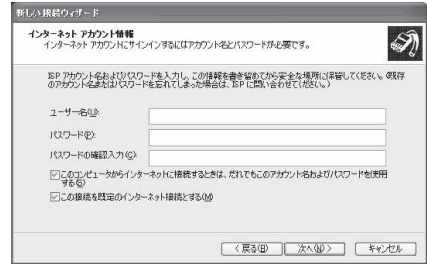 新しい接続ウィザード
インターネット アカウント情報
インターネット アカウントにサインインするにはアカウント名とパスワードが必要です。
ISP アカウント名およびパスワードを入力し、この情報を書き留めてから安全な場所に保管してください。(既存
のアカウント名またはパスワードを忘れてしまった場合は、ISP に問い合わせてください。)
ユーザー名(U):
パスワード(P):
パスワードの確認入力(C):
このコンピュータからインターネットに接続するときは、だれでもこのアカウント名およびパスワードを使用
する(S)
この接続を既定のインターネット接続とする(M)
< 戻る(B)
次へ(N) >
キャンセル